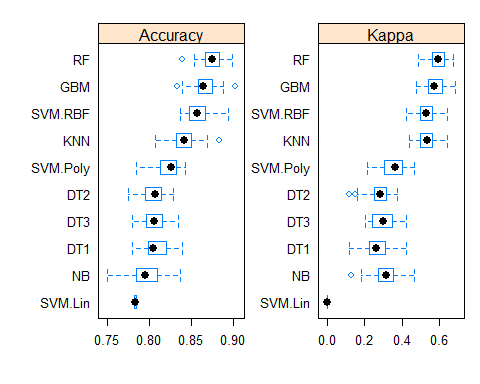 Accuracy
RF
GBM
SVM.RBF
KNN
SVM.Poly
DT2
DT3
DT1
NB
SVM.Lin
0.75 0.80 0.85 0.90
Kappa
RF
GBM
SVM.RBF
KNN
SVM.Poly
DT2
DT3
DT1
NB
SVM.Lin
0.0 0.2 0.4 0.6